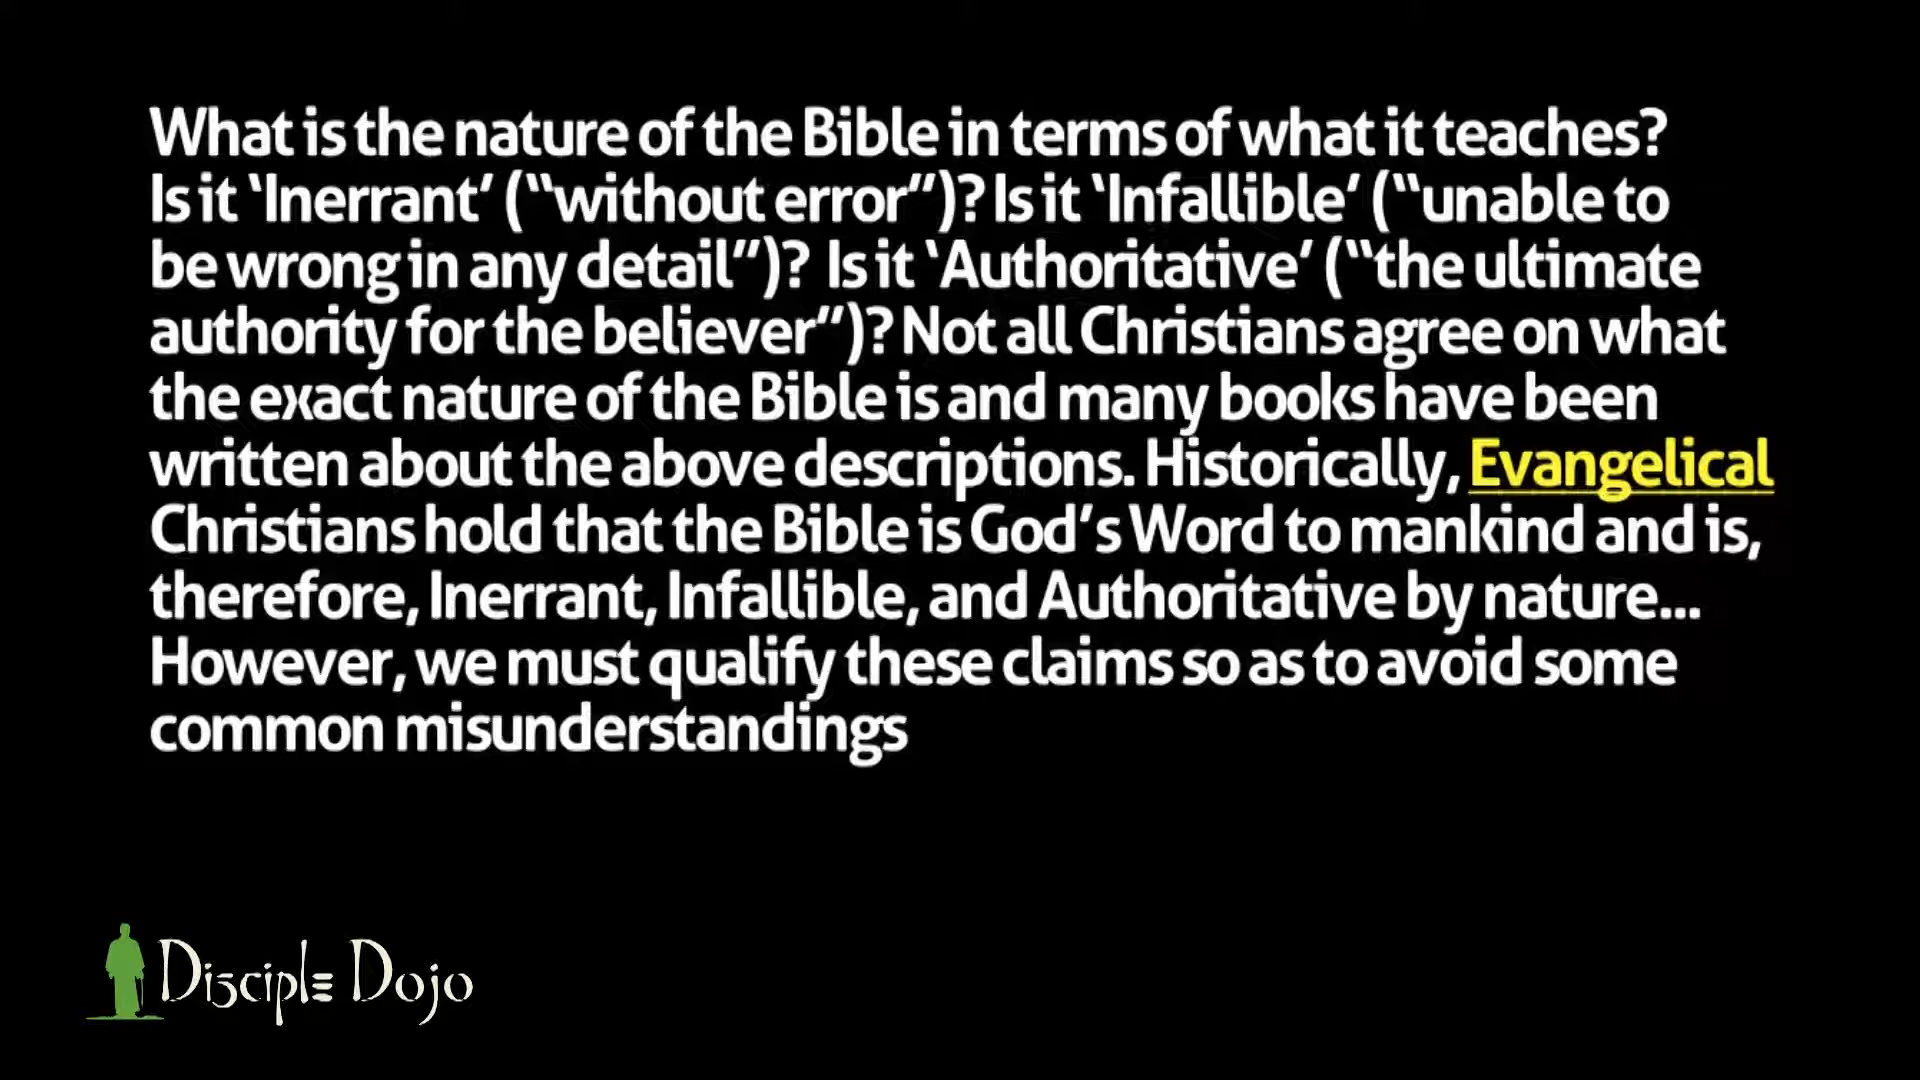 What is the nature of the Bible in terms of what it teaches?
Is it ‘Inerrant’ (“without error”)? Is it ‘Infallible’ (“unable to
be wrong in any detail”)? Is it ‘Authoritative’ (“the ultimate
authority for the believer”)? Not all Christians agree on what
the exact nature of the Bible is and many books have been
written about the above descriptions. Historically, Evangelical
Christians hold that the Bible is God’s Word to mankind and is,
therefore, Inerrant, Infallible, and Authoritative by nature...
However, we must qualify these claims so as to avoid some
common misunderstandings
Disciple Dojo